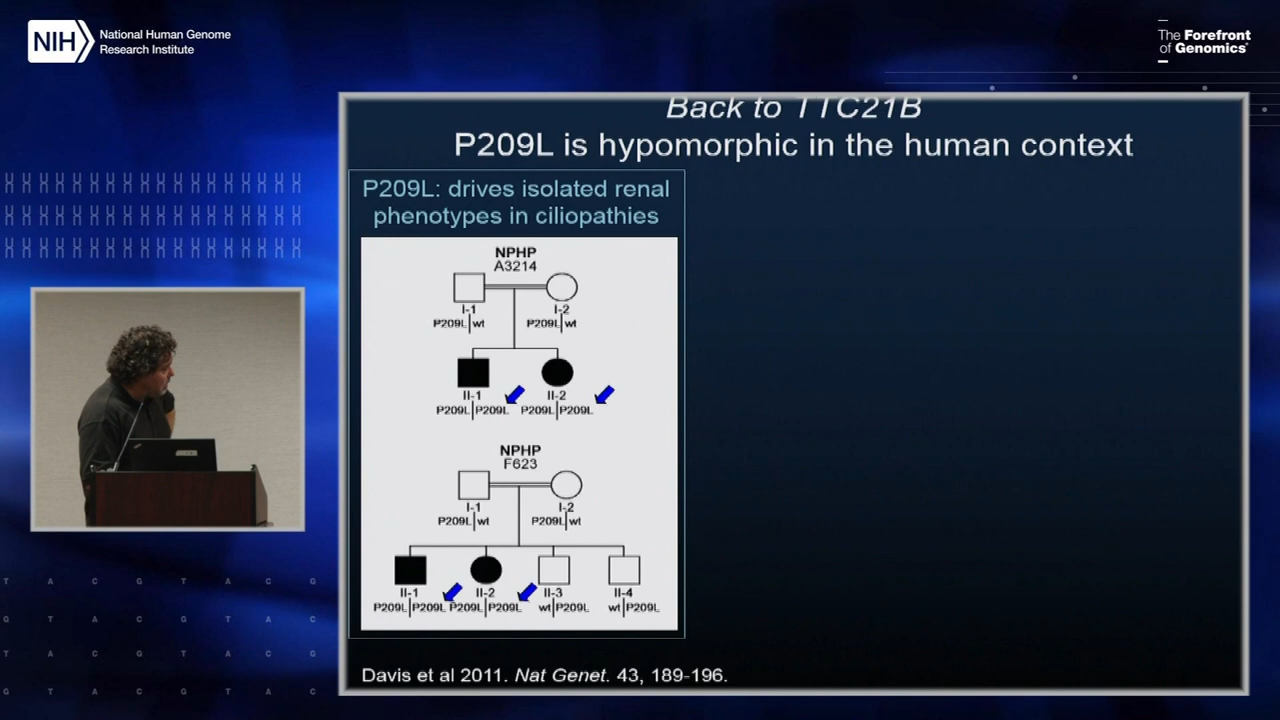 NIH
National Human Genome
Research Institute
The Forefront
of Genomics®
Back to TTC21B
P209L is hypomorphic in the human context
P209L: drives isolated renal
phenotypes in ciliopathies
NPHP
A3214
I-1
I-2
P209L|wt
P209L|wt
II-1
II-2
P209L|P209L
P209L|P209L
NPHP
F623
I-1
I-2
P209L|wt
P209L|wt
II-1
II-2
II-3
II-4
P209L|P209L
P209L|P209L
wt|P209L
wt|P209L
Davis et al 2011. Nat Genet. 43, 189-196.
T A C G T A C G
G T A C G T A C
T A C G T A C G
G T A C G T A C